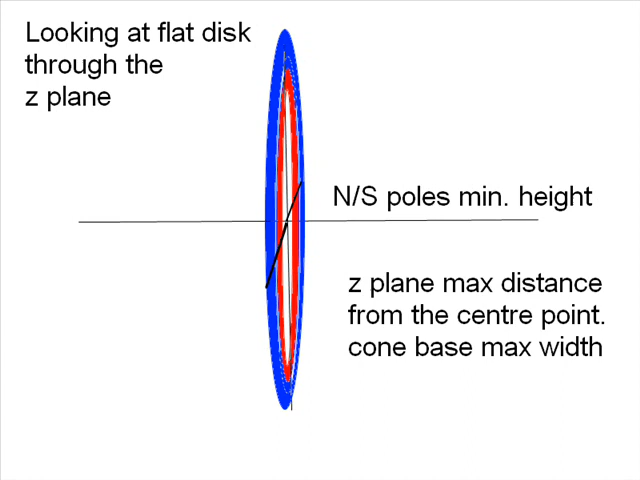 Looking at flat disk
through the
z plane
N/S poles min. height
z plane max distance
from the centre point.
cone base max width